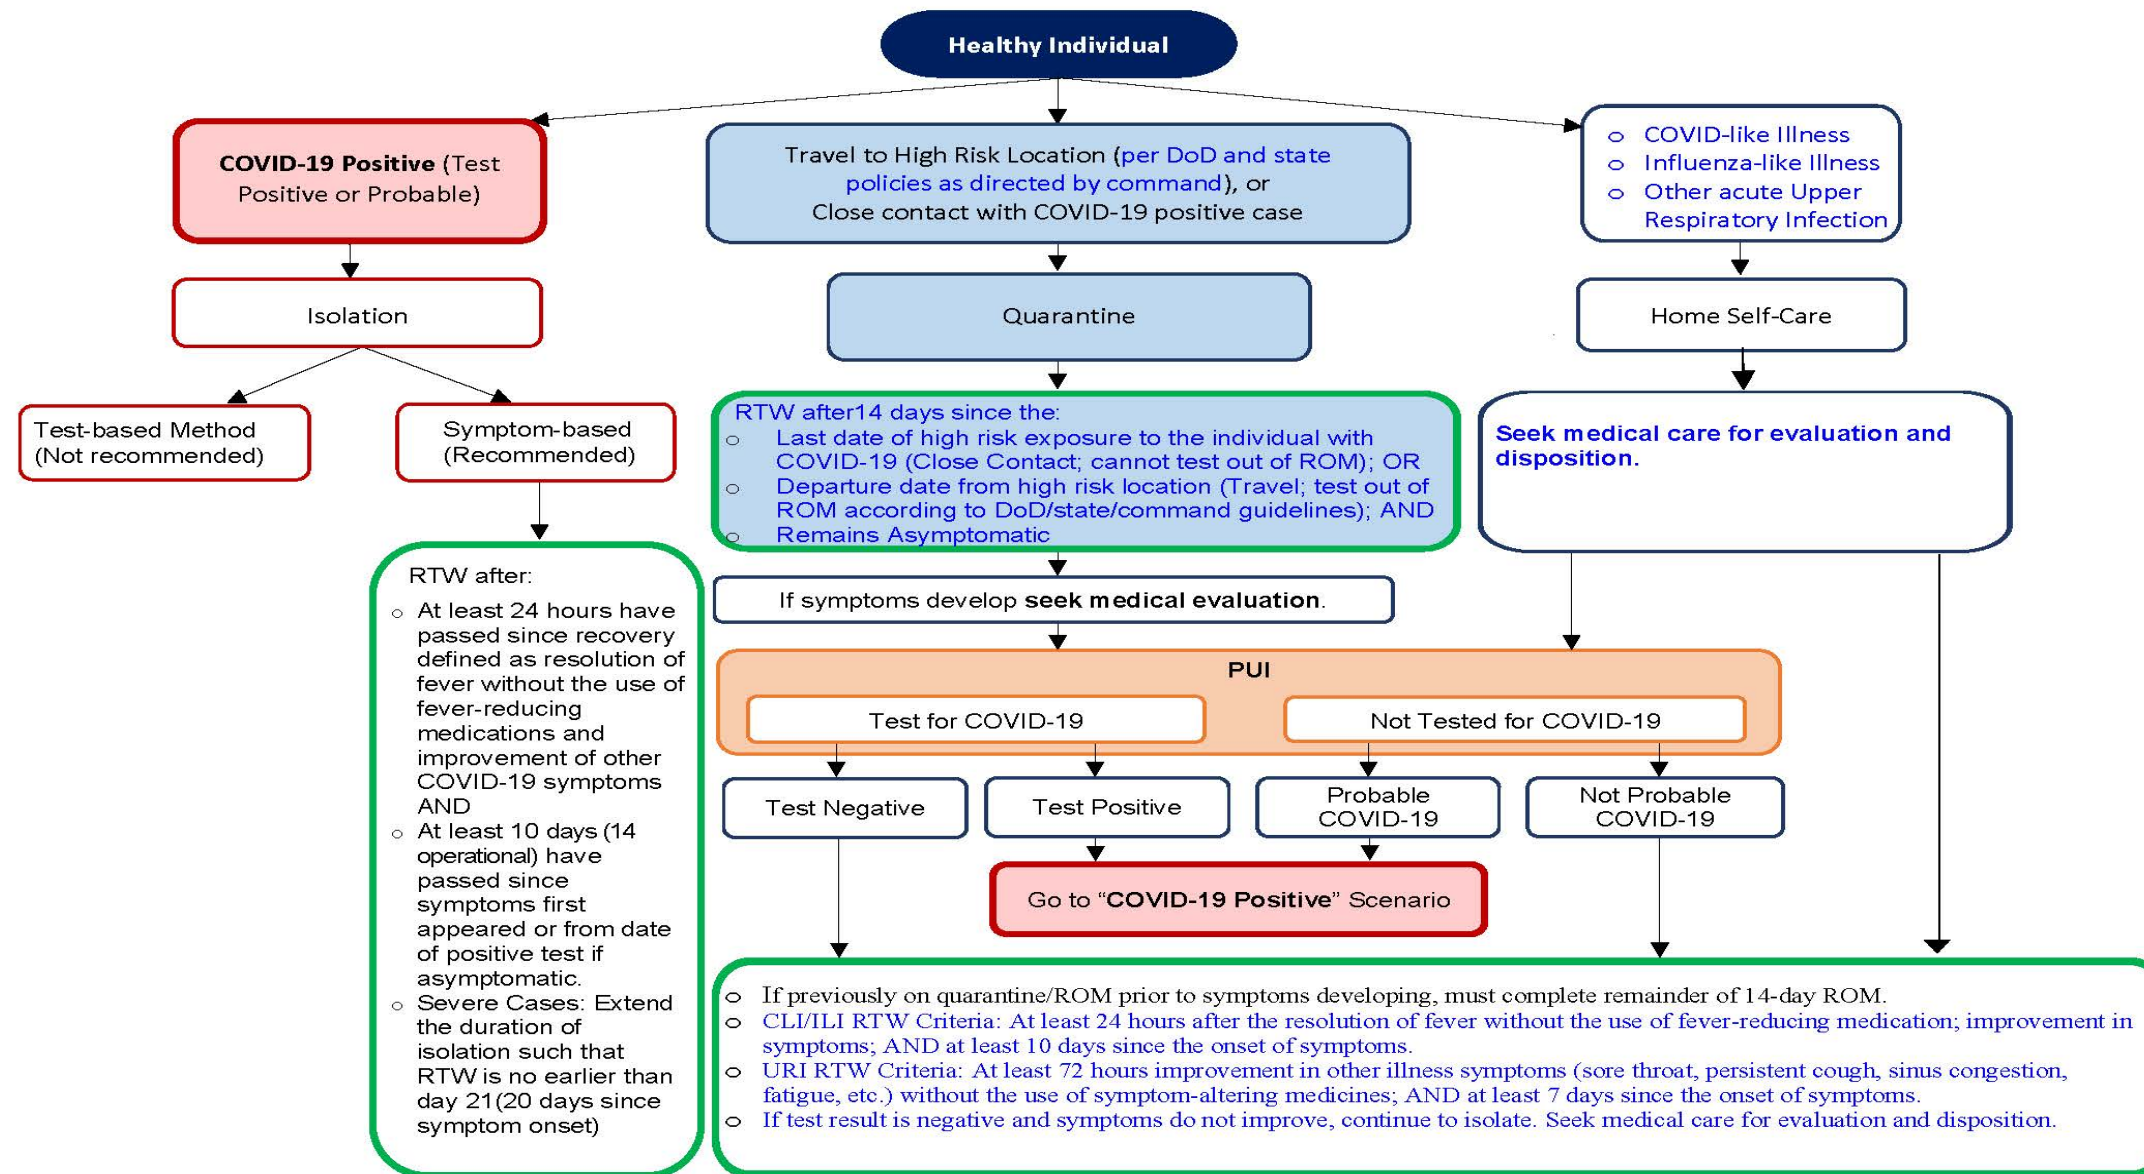 Healthy Individual
COVID-19 Positive (Test
Positive or Probable)
Travel to High Risk Location (per DoD and state
policies as directed by command), or
Close contact with COVID-19 positive case
o COVID-like Illness
o Influenza-like Illness
o Other acute Upper
Respiratory Infection
Isolation
Quarantine
Home Self-Care
Test-based Method
(Not recommended)
Symptom-based
(Recommended)
RTW after14 days since the:
o Last date of high risk exposure to the individual with
COVID-19 (Close Contact; cannot test out of ROM); OR
o Departure date from high risk location (Travel; test out of
ROM according to DoD/state/command guidelines); AND
o Remains Asymptomatic
Seek medical care for evaluation and
disposition.
RTW after:
o At least 24 hours have
passed since recovery
defined as resolution of
fever without the use of
fever-reducing
medications and
improvement of other
COVID-19 symptoms
AND
o At least 10 days (14
operational) have
passed since
symptoms first
appeared or from date
of positive test if
asymptomatic.
o Severe Cases: Extend
the duration of
isolation such that
RTW is no earlier than
day 21(20 days since
symptom onset)
If symptoms develop seek medical evaluation.
PUI
Test for COVID-19
Not Tested for COVID-19
Test Negative
Test Positive
Probable
COVID-19
Not Probable
COVID-19
Go to “COVID-19 Positive” Scenario
o If previously on quarantine/ROM prior to symptoms developing, must complete remainder of 14-day ROM.
o CLI/ILI RTW Criteria: At least 24 hours after the resolution of fever without the use of fever-reducing medication; improvement in
symptoms; AND at least 10 days since the onset of symptoms.
o URI RTW Criteria: At least 72 hours improvement in other illness symptoms (sore throat, persistent cough, sinus congestion,
fatigue, etc.) without the use of symptom-altering medicines; AND at least 7 days since the onset of symptoms.
o If test result is negative and symptoms do not improve, continue to isolate. Seek medical care for evaluation and disposition.